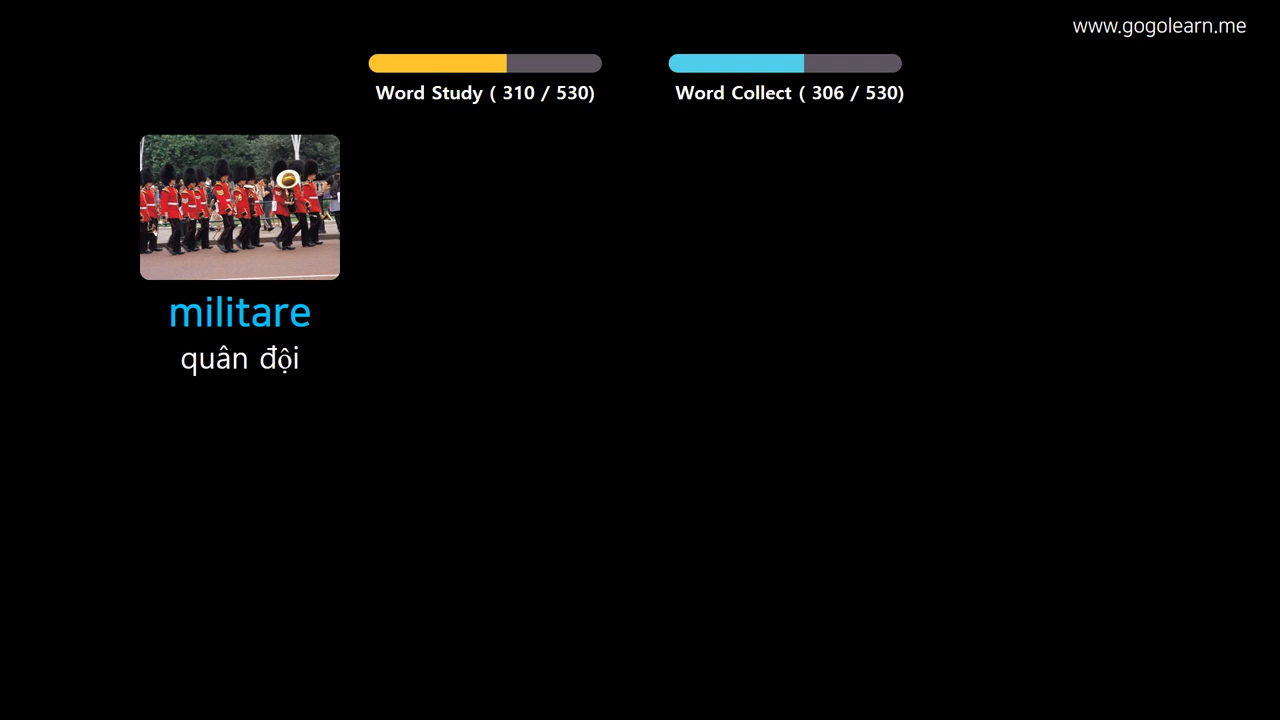 www.gogolearn.me
Word Study ( 310 / 530)
Word Collect ( 306 / 530)
militare
quân đội